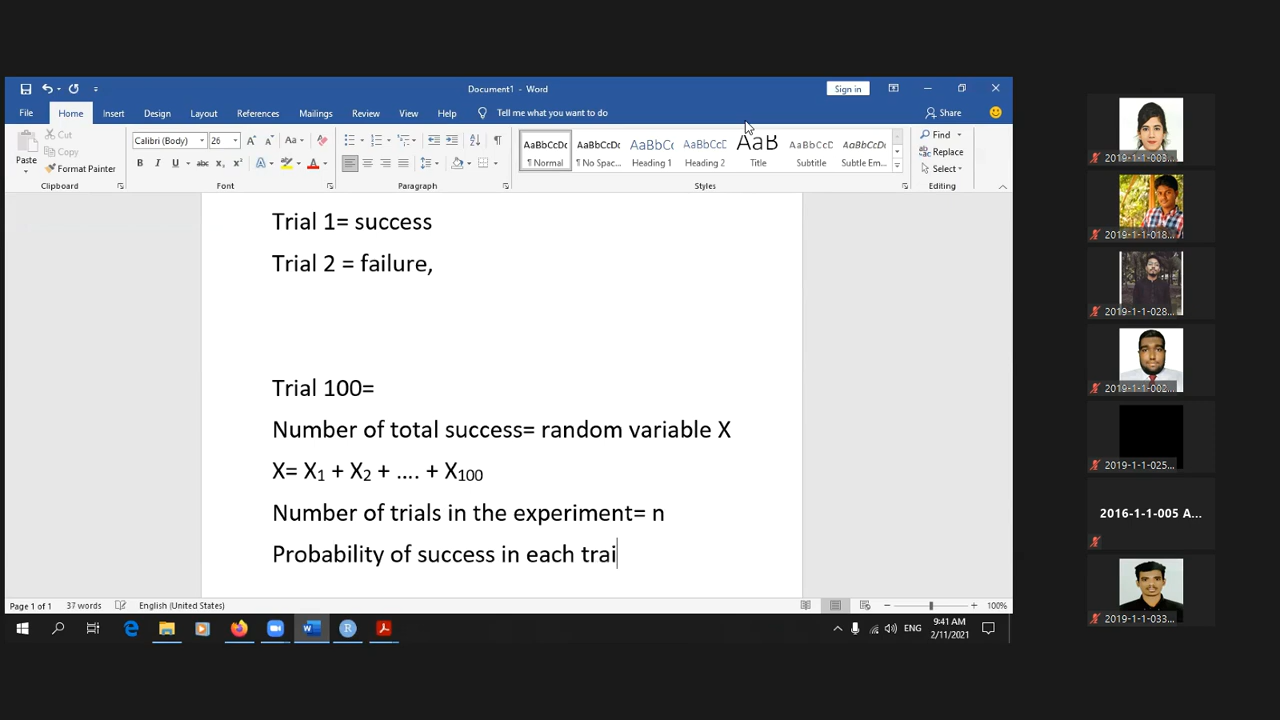 Document1 - Word
Sign in
File Home Insert Design Layout References Mailings Review View Help Tell me what you want to do Share
Cut
Copy
Format Painter
Paste
Calibri (Body) 26
AaBbCcDc AaBbCcDc AaBbCc AaBbCcD AaB AaBbCcD AaBbCcDc
¶ Normal ¶ No Spac... Heading 1 Heading 2 Title Subtitle Subtle Em...
Find
Replace
Select
Clipboard Font Paragraph Styles Editing
Trial 1= success
Trial 2 = failure,
Trial 100=
Number of total success= random variable X
X= X₁ + X₂ + .... + X₁₀₀
Number of trials in the experiment= n
Probability of success in each trai
Page 1 of 1 37 words English (United States) 100%
ENG 9:41 AM
2/11/2021
2019-1-1-003...
2019-1-1-018...
2019-1-1-028...
2019-1-1-002...
2019-1-1-025...
2016-1-1-005 A...
2019-1-1-033...